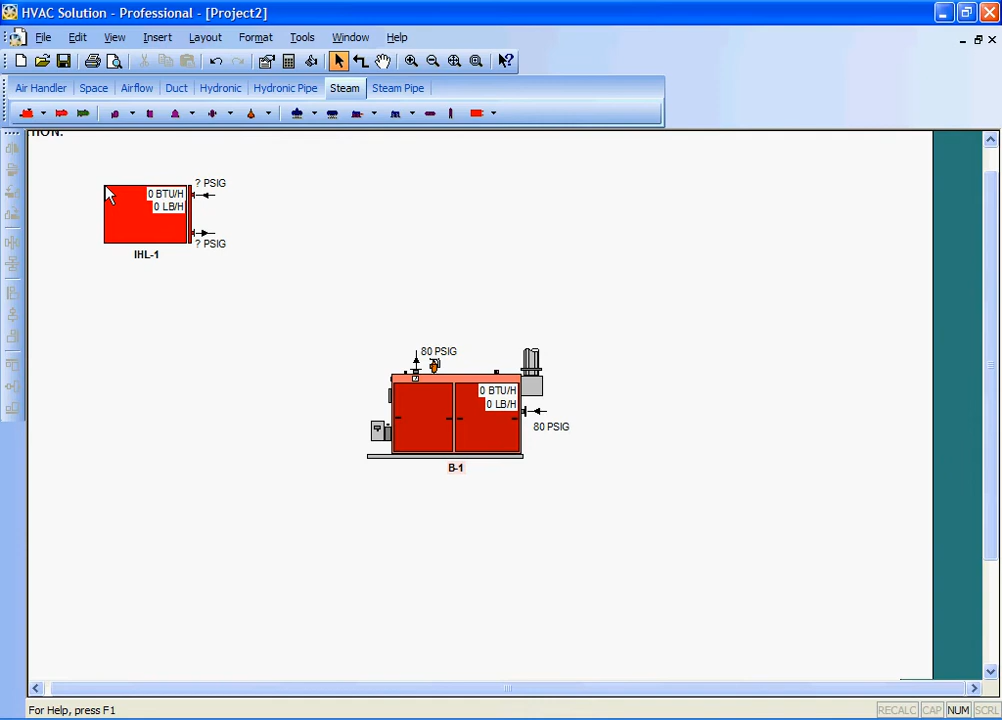 HVAC Solution - Professional - [Project2]
File Edit View Insert Layout Format Tools Window Help
Air Handler Space Airflow Duct Hydronic Hydronic Pipe Steam Steam Pipe
? PSIG
0 BTU/H
0 LB/H
? PSIG
IHL-1
80 PSIG
0 BTU/H
0 LB/H
80 PSIG
B-1
For Help, press F1
RECALC CAP NUM SCRL